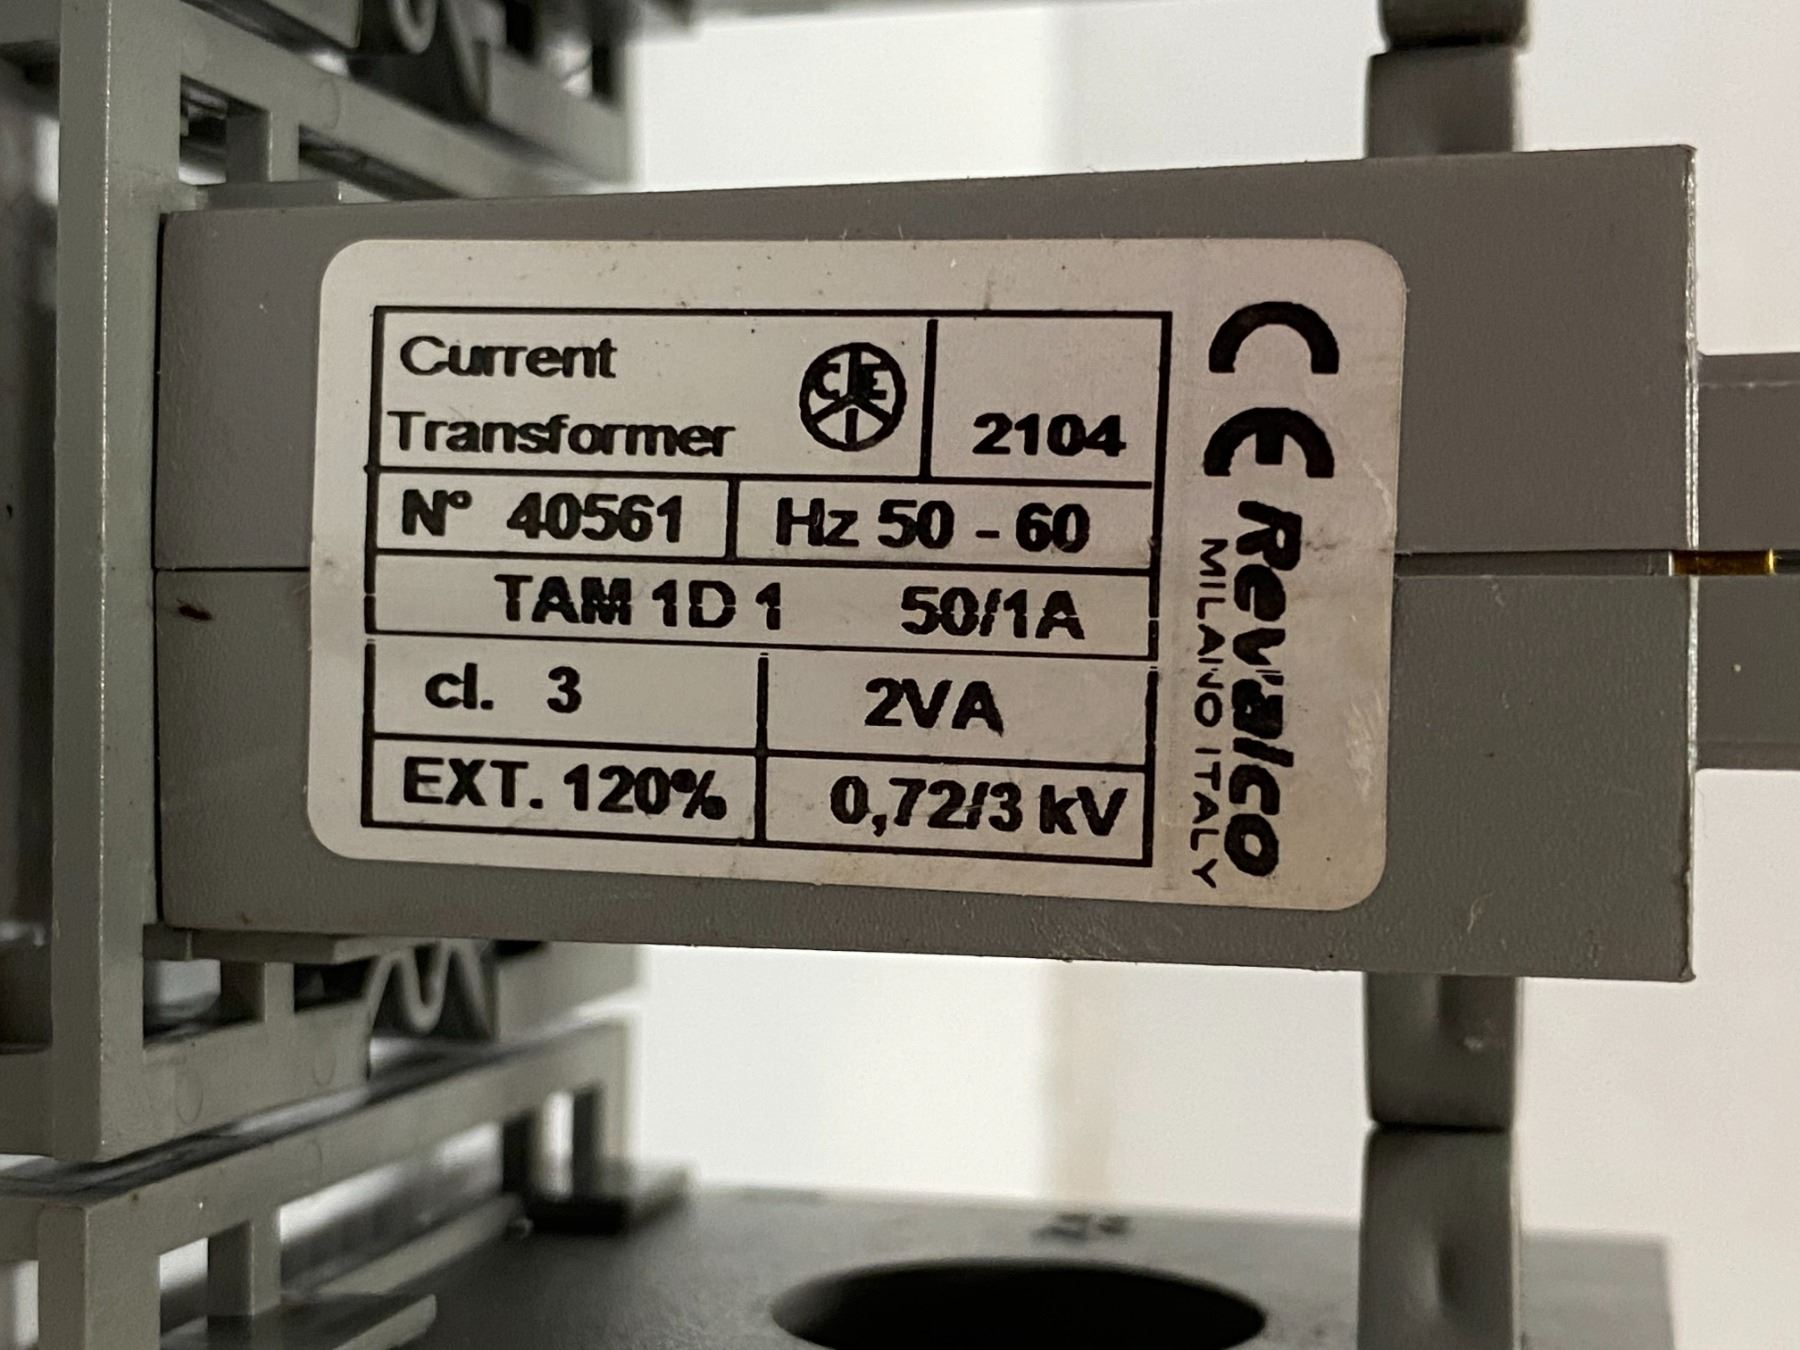 Current
Transformer
CEI
2104
N° 40561
Hz 50 - 60
TAM 1D 1 50/1A
cl. 3
2VA
EXT. 120%
0,72/3 kV
CE
Revalco
MILANO ITALY